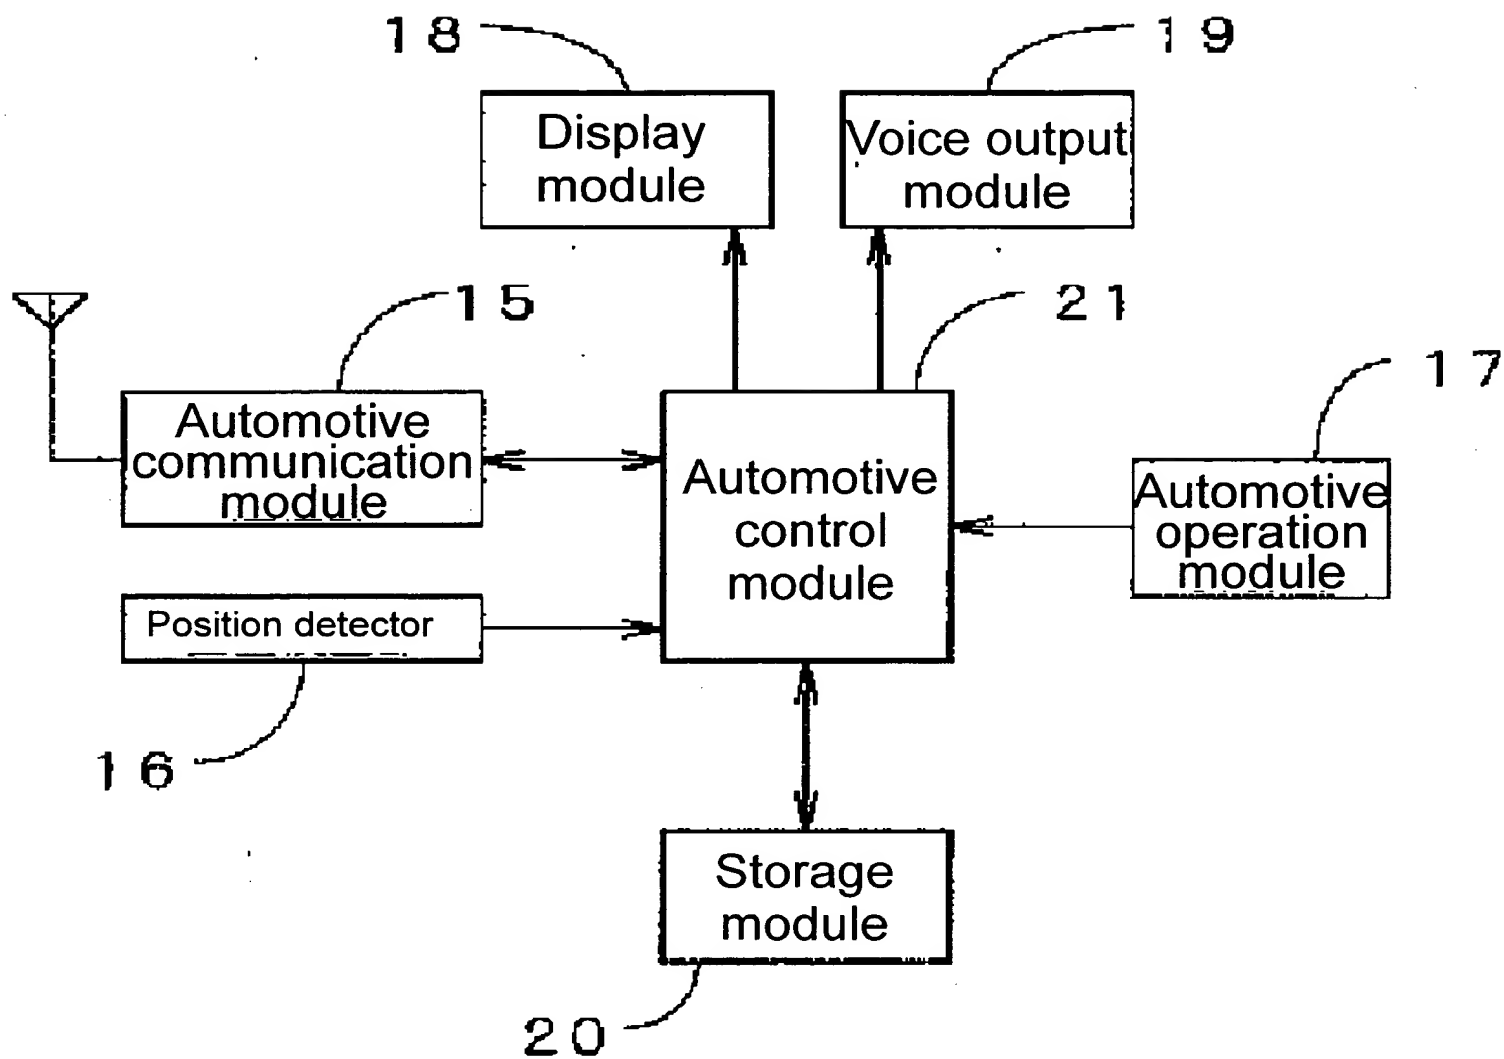 18
19
Display
module
Voice output
module
15
21
17
Automotive
communication
module
Automotive
control
module
Automotive
operation
module
Position detector
16
Storage
module
20